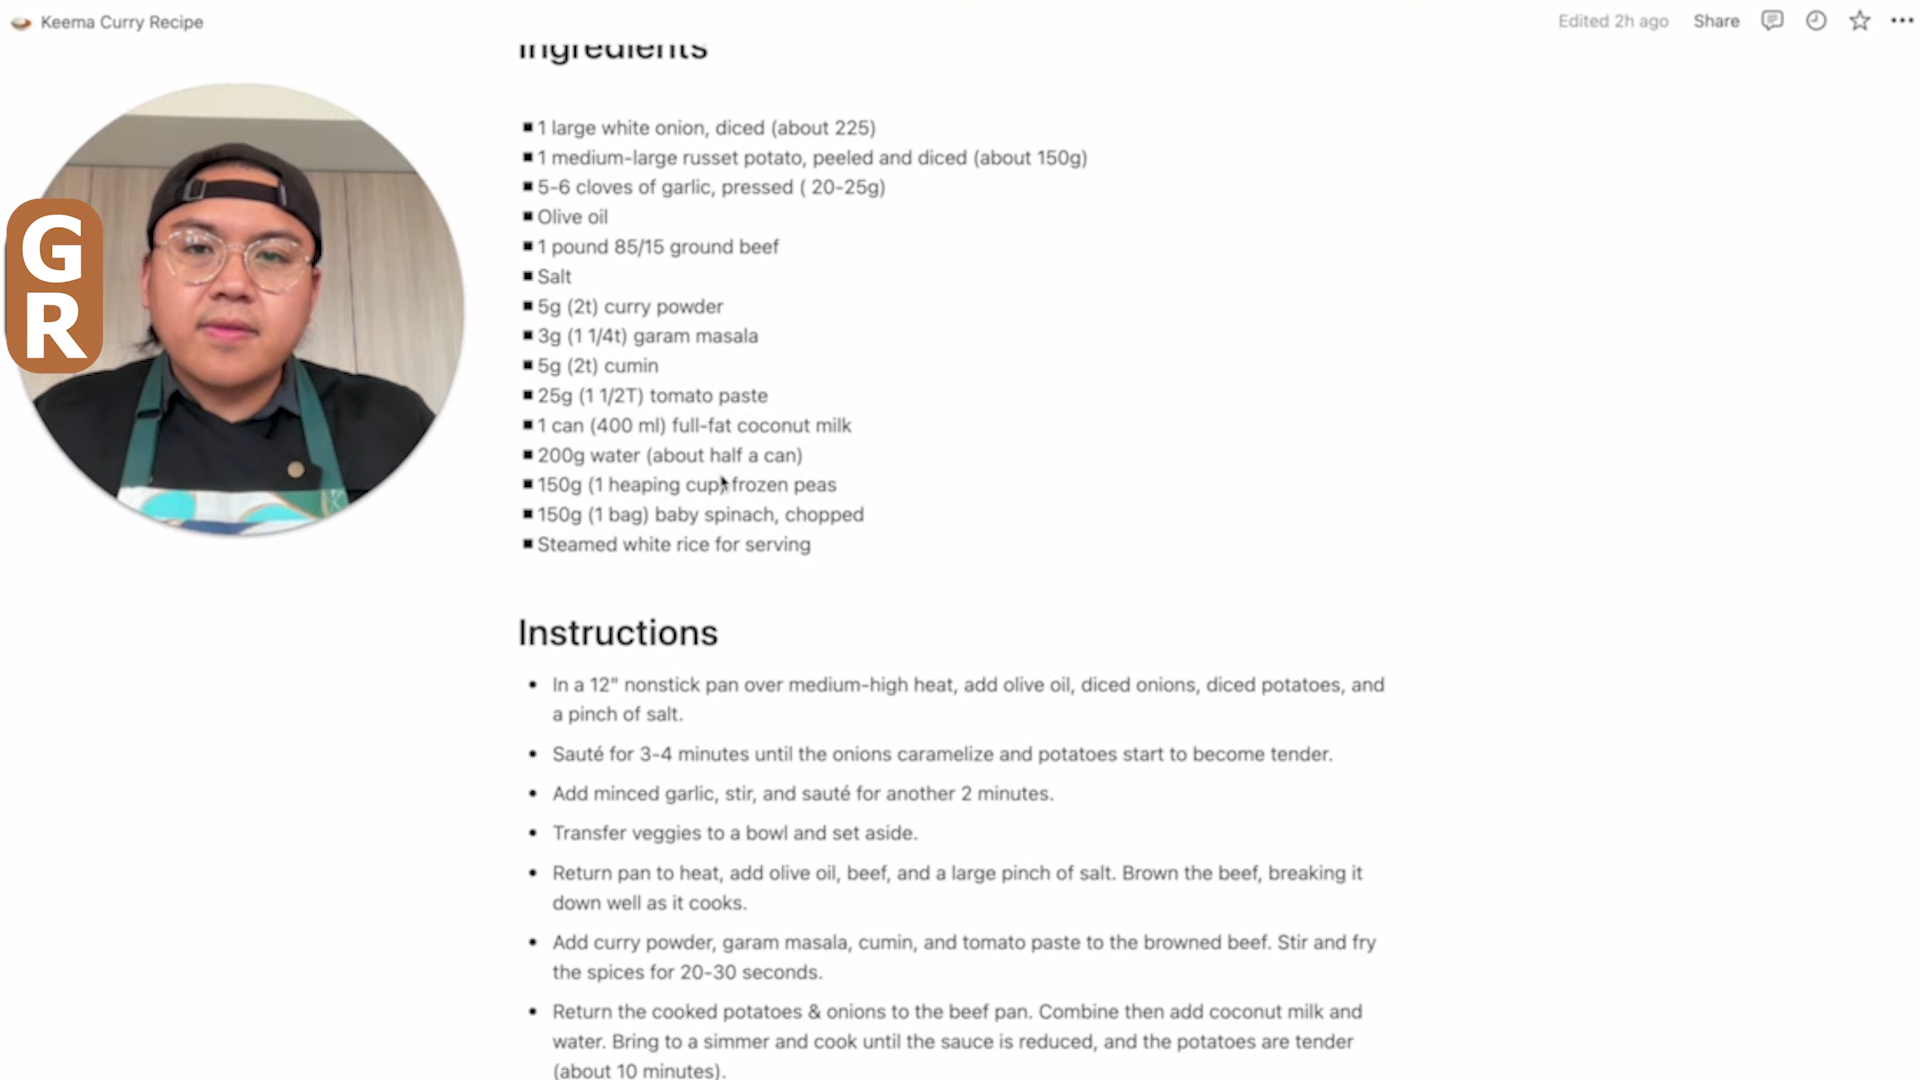 Keema Curry Recipe
Edited 2h ago
Share
Ingredients
G
R
1 large white onion, diced (about 225)
1 medium-large russet potato, peeled and diced (about 150g)
5-6 cloves of garlic, pressed ( 20-25g)
Olive oil
1 pound 85/15 ground beef
Salt
5g (2t) curry powder
3g (1 1/4t) garam masala
5g (2t) cumin
25g (1 1/2T) tomato paste
1 can (400 ml) full-fat coconut milk
200g water (about half a can)
150g (1 heaping cup) frozen peas
150g (1 bag) baby spinach, chopped
Steamed white rice for serving
Instructions
In a 12" nonstick pan over medium-high heat, add olive oil, diced onions, diced potatoes, and
a pinch of salt.
Sauté for 3-4 minutes until the onions caramelize and potatoes start to become tender.
Add minced garlic, stir, and sauté for another 2 minutes.
Transfer veggies to a bowl and set aside.
Return pan to heat, add olive oil, beef, and a large pinch of salt. Brown the beef, breaking it
down well as it cooks.
Add curry powder, garam masala, cumin, and tomato paste to the browned beef. Stir and fry
the spices for 20-30 seconds.
Return the cooked potatoes & onions to the beef pan. Combine then add coconut milk and
water. Bring to a simmer and cook until the sauce is reduced, and the potatoes are tender
(about 10 minutes).